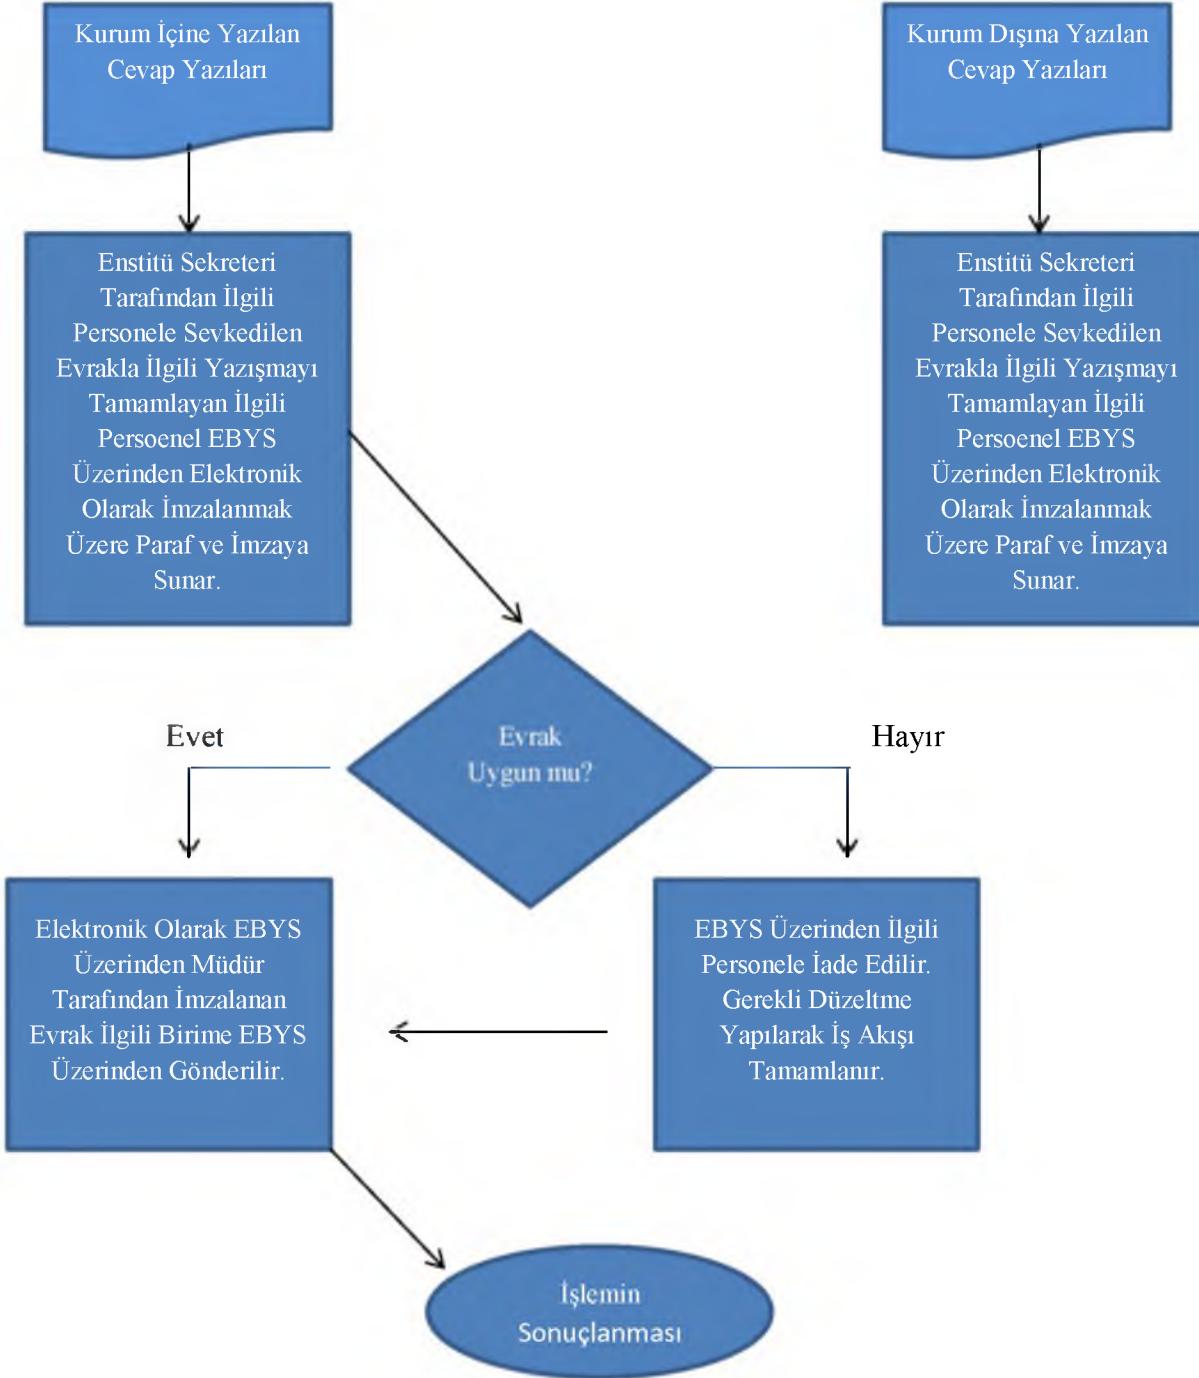 Kurum İçine Yazılan
Cevap Yazıları
Kurum Dışına Yazılan
Cevap Yazıları
Enstitü Sekreteri
Tarafından İlgili
Personele Sevkedilen
Evrakla İlgili Yazışmayı
Tamamlayan İlgili
Persoenel EBYS
Üzerinden Elektronik
Olarak İmzalanmak
Üzere Paraf ve İmzaya
Sunar.
Enstitü Sekreteri
Tarafından İlgili
Personele Sevkedilen
Evrakla İlgili Yazışmayı
Tamamlayan İlgili
Persoenel EBYS
Üzerinden Elektronik
Olarak İmzalanmak
Üzere Paraf ve İmzaya
Sunar.
Evrak
Uygun mu?
Evet
Hayır
Elektronik Olarak EBYS
Üzerinden Müdür
Tarafından İmzalanan
Evrak İlgili Birime EBYS
Üzerinden Gönderilir.
EBYS Üzerinden İlgili
Personele İade Edilir.
Gerekli Düzeltme
Yapılarak İş Akışı
Tamamlanır.
İşlemin
Sonuçlanması